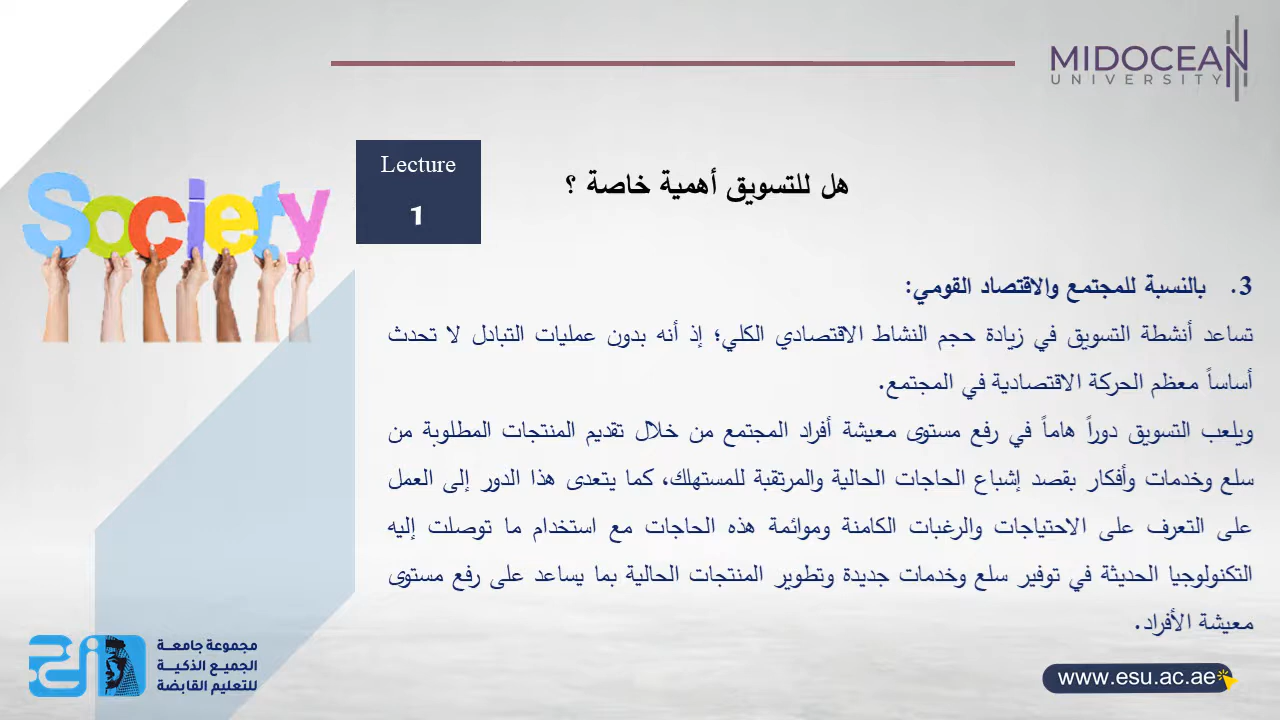 MIDOCEAN
UNIVERSITY
Society
Lecture
1
هل للتسويق أهمية خاصة ؟
3. بالنسبة للمجتمع والاقتصاد القومي:
تساعد أنشطة التسويق في زيادة حجم النشاط الاقتصادي الكلي؛ إذ أنه بدون عمليات التبادل لا تحدث
أساساً معظم الحركة الاقتصادية في المجتمع.
ويلعب التسويق دوراً هاماً في رفع مستوى معيشة أفراد المجتمع من خلال تقديم المنتجات المطلوبة من
سلع وخدمات وأفكار بقصد إشباع الحاجات الحالية والمرتقبة للمستهلك، كما يتعدى هذا الدور إلى العمل
على التعرف على الاحتياجات والرغبات الكامنة وموائمة هذه الحاجات مع استخدام ما توصلت إليه
التكنولوجيا الحديثة في توفير سلع وخدمات جديدة وتطوير المنتجات الحالية بما يساعد على رفع مستوى
معيشة الأفراد.
مجموعة جامعة
الجميع الذكية
للتعليم القابضة
www.esu.ac.ae